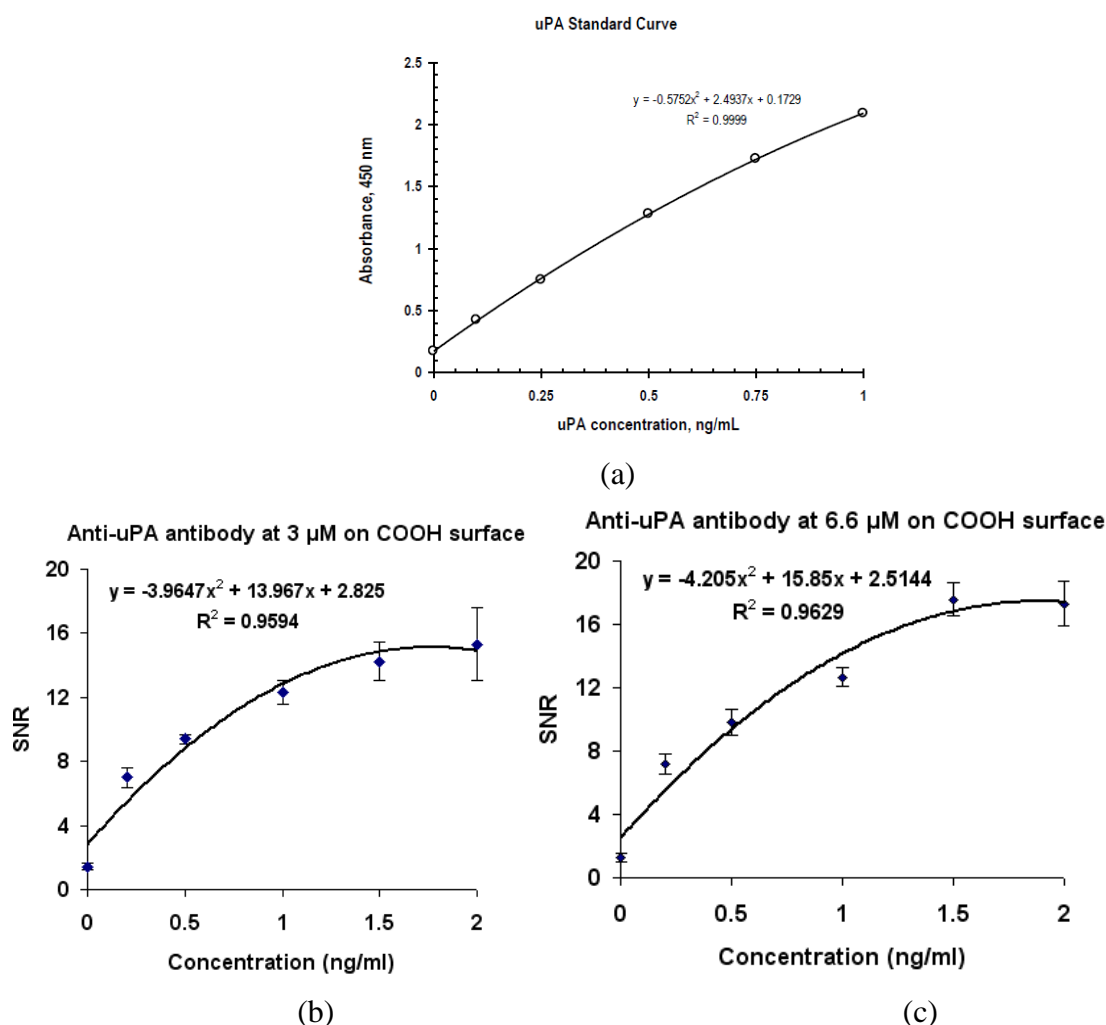 uPA Standard Curve
2.5
y = -0.5752x² + 2.4937x + 0.1729
R² = 0.9999
2
1.5
1
0.5
0
Absorbance, 450 nm
0 0.25 0.5 0.75 1
uPA concentration, ng/mL
(a)
Anti-uPA antibody at 3 µM on COOH surface
20
y = -3.9647x² + 13.967x + 2.825
R² = 0.9594
16
12
8
4
0
SNR
0 0.5 1 1.5 2
Concentration (ng/ml)
(b)
Anti-uPA antibody at 6.6 µM on COOH surface
20
y = -4.205x² + 15.85x + 2.5144
R² = 0.9629
16
12
8
4
0
SNR
0 0.5 1 1.5 2
Concentration (ng/ml)
(c)